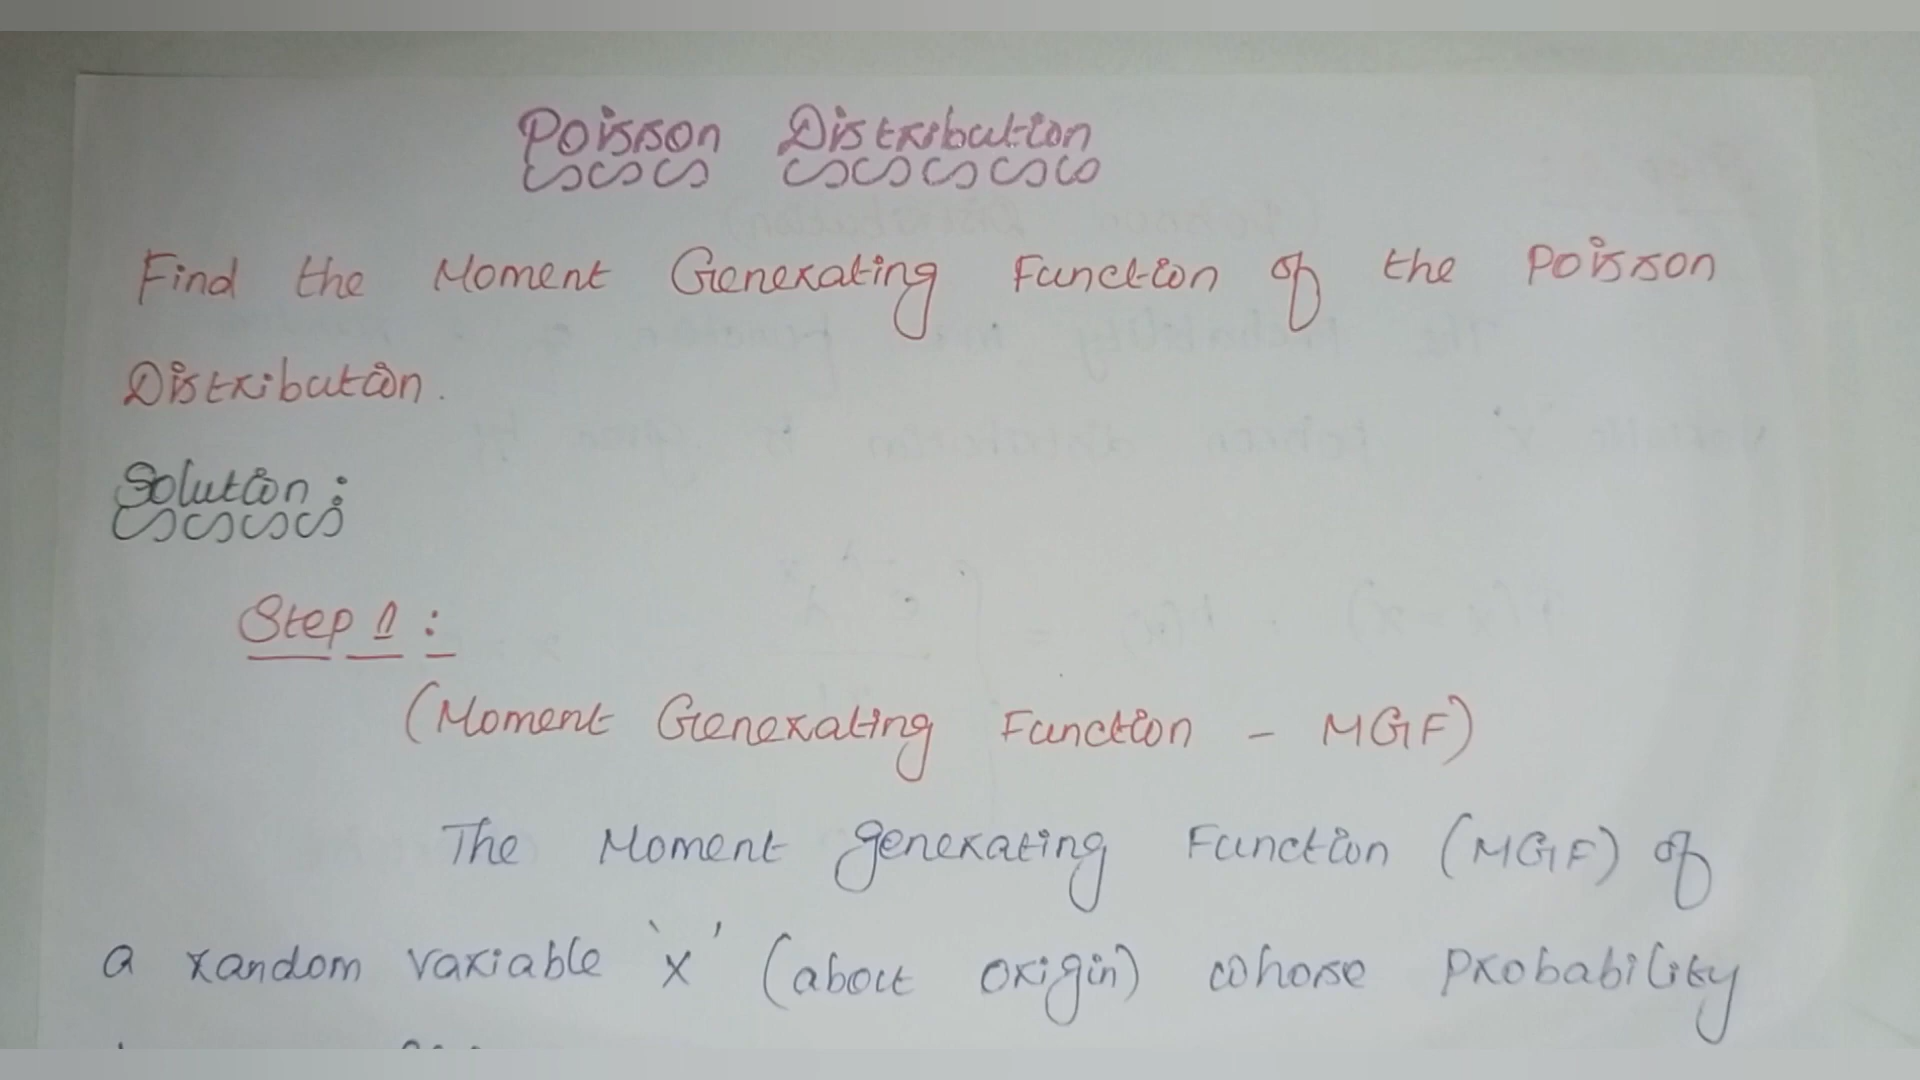 Poisson Distribution
Find the Moment Generating Function of the Poisson
Distribution.
Solution:
Step 1:
(Moment Generating Function - MGF)
The Moment generating Function (MGF) of
a random variable 'x' (about origin) whose probability